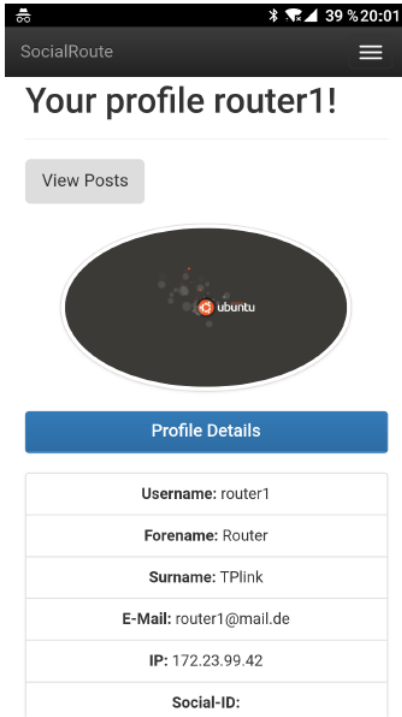 39 % 20:01
SocialRoute
Your profile router1!
View Posts
ubuntu
Profile Details
Username: router1
Forename: Router
Surname: TPlink
E-Mail: router1@mail.de
IP: 172.23.99.42
Social-ID: